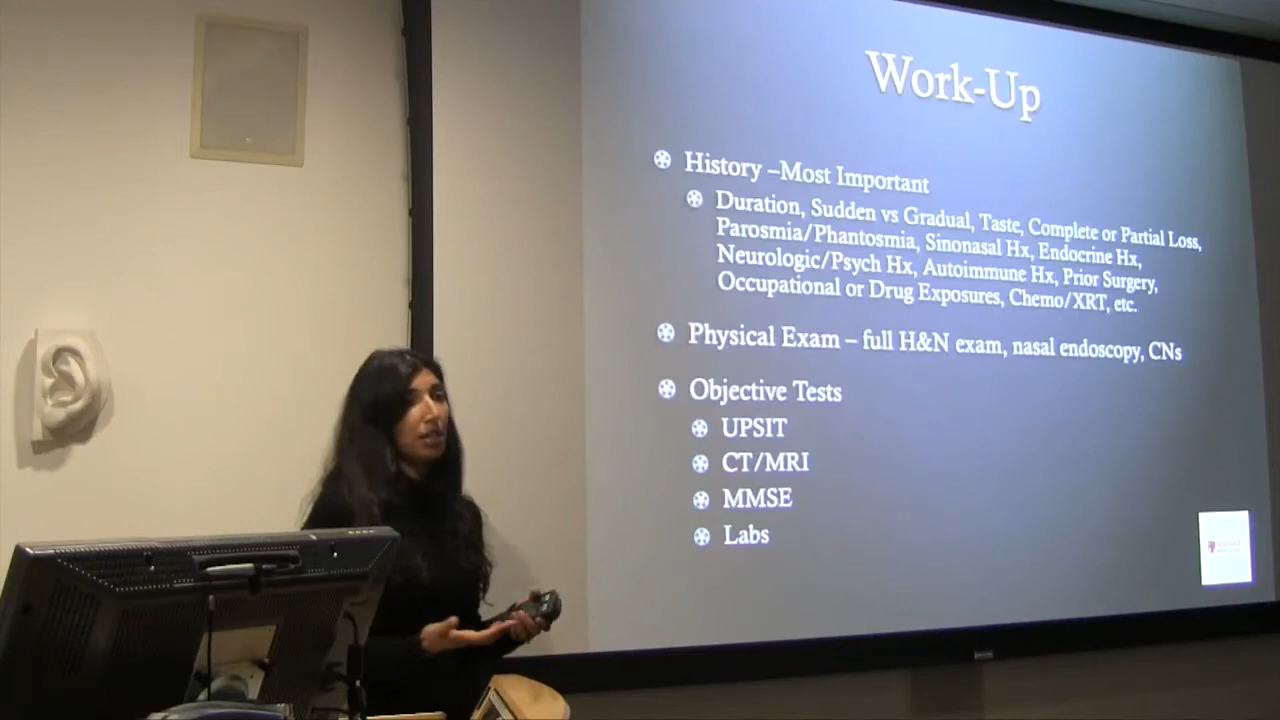 Work-Up
History –Most Important
Duration, Sudden vs Gradual, Taste, Complete or Partial Loss,
Parosmia/Phantosmia, Sinonasal Hx, Endocrine Hx,
Neurologic/Psych Hx, Autoimmune Hx, Prior Surgery,
Occupational or Drug Exposures, Chemo/XRT, etc.
Physical Exam – full H&N exam, nasal endoscopy, CNs
Objective Tests
UPSIT
CT/MRI
MMSE
Labs